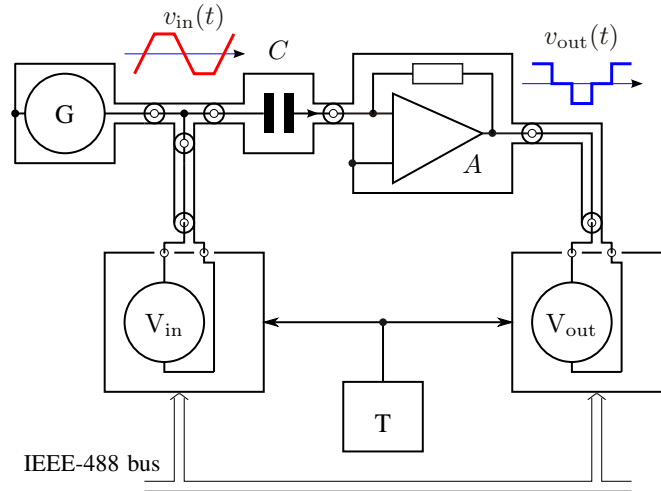 v_in(t)
C
v_out(t)
G
A
V_in
V_out
T
IEEE-488 bus